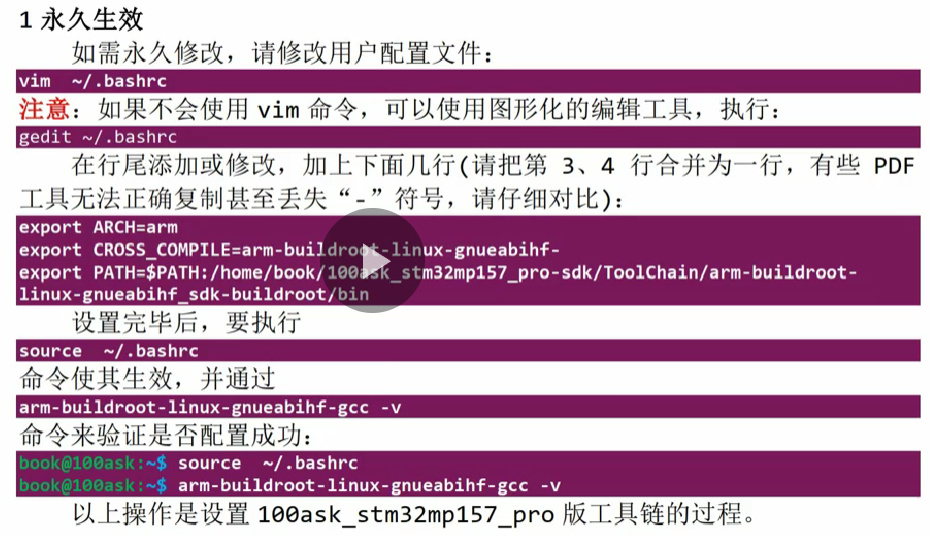 1 永久生效
如需永久修改，请修改用户配置文件：
vim  ~/.bashrc
注意：如果不会使用 vim 命令，可以使用图形化的编辑工具，执行：
gedit ~/.bashrc
在行尾添加或修改，加上下面几行(请把第 3、4 行合并为一行，有些 PDF
工具无法正确复制甚至丢失“-”符号，请仔细对比)：
export ARCH=arm
export CROSS_COMPILE=arm-buildroot-linux-gnueabihf-
export PATH=$PATH:/home/book/100ask_stm32mp157_pro-sdk/ToolChain/arm-buildroot-
linux-gnueabihf_sdk-buildroot/bin
设置完毕后，要执行
source  ~/.bashrc
命令使其生效，并通过
arm-buildroot-linux-gnueabihf-gcc -v
命令来验证是否配置成功：
book@100ask:~$ source  ~/.bashrc
book@100ask:~$ arm-buildroot-linux-gnueabihf-gcc -v
以上操作是设置 100ask_stm32mp157_pro 版工具链的过程。